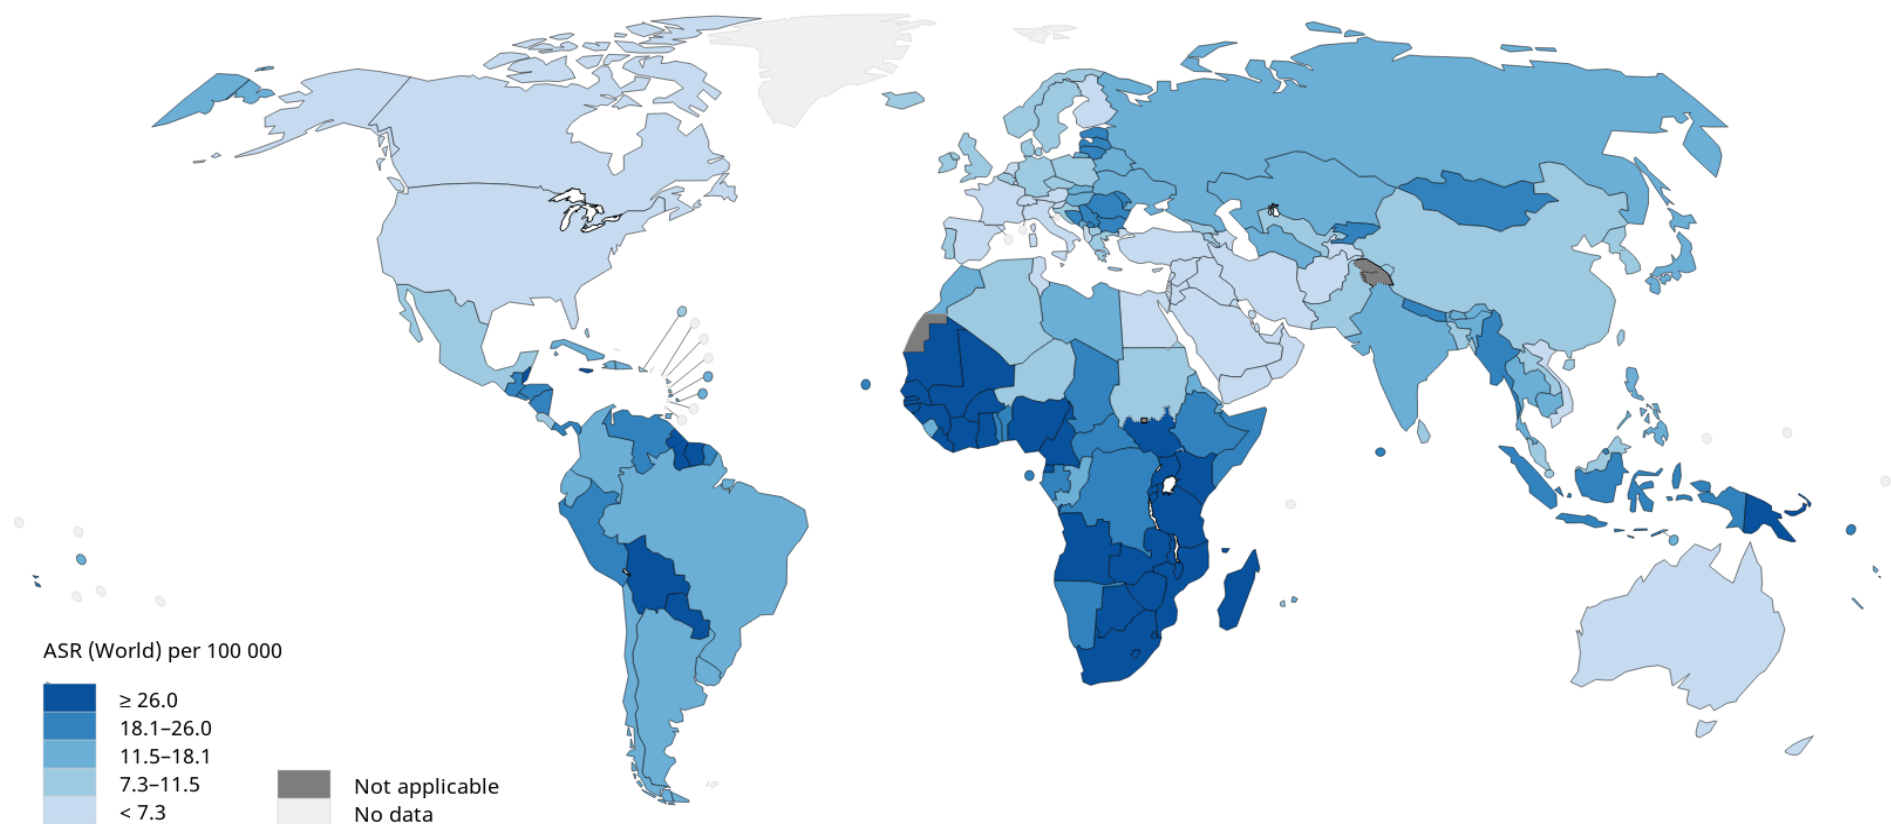 ASR (World) per 100 000
≥ 26.0
18.1–26.0
11.5–18.1
7.3–11.5
< 7.3
Not applicable
No data